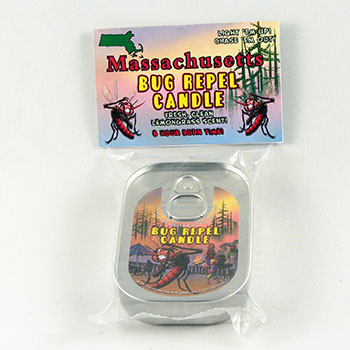 LIGHT 'EM UP!
CHASE 'EM OUT!
Massachusetts
BUG REPEL
CANDLE
FRESH, CLEAN
LEMONGRASS SCENT!
8 HOUR BURN TIME!
BUG REPEL
CANDLE